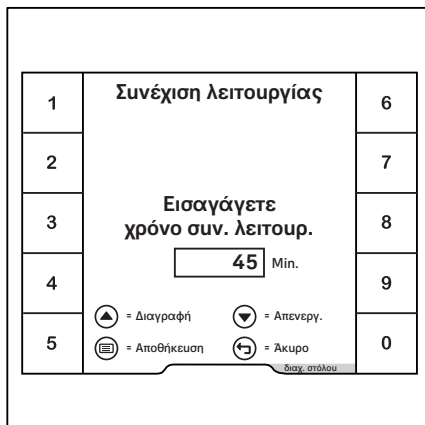 Συνέχιση λειτουργίας
1
6
2
7
Εισαγάγετε
3
χρόνο συν. λειτουρ.
8
45 Min.
4
9
= Διαγραφή = Απενεργ.
5
= Αποθήκευση = Άκυρο
0
διαχ. στόλου